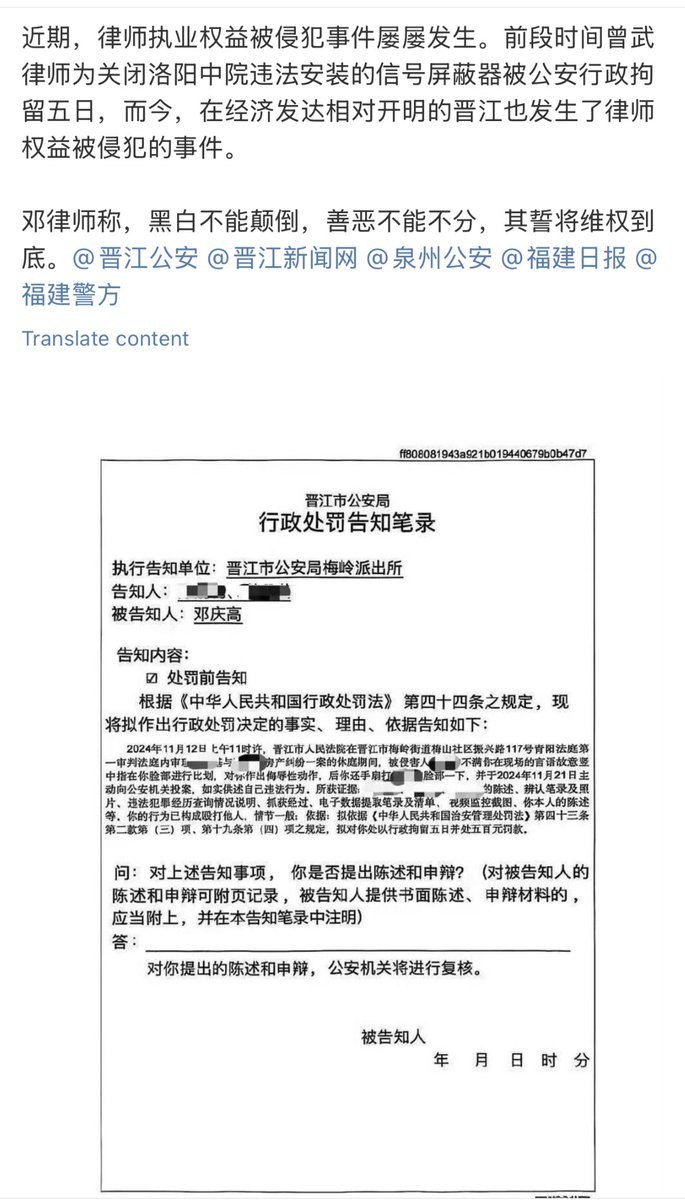 近期，律师执业权益被侵犯事件屡屡发生。前段时间曾武
律师为关闭洛阳中院违法安装的信号屏蔽器被公安行政拘
留五日，而今，在经济发达相对开明的晋江也发生了律师
权益被侵犯的事件。
邓律师称，黑白不能颠倒，善恶不能不分，其誓将维权到
底。@晋江公安 @晋江新闻网 @泉州公安 @福建日报 @
福建警方
Translate content
ff808081943a921b019440679b0b47d7
晋江市公安局
行政处罚告知笔录
执行告知单位：晋江市公安局梅岭派出所
告知人：
被告知人：邓庆高
告知内容：
☑ 处罚前告知
根据《中华人民共和国行政处罚法》第四十四条之规定，现
将拟作出行政处罚决定的事实、理由、依据告知如下：
2024年11月12日上午11时许，晋江市人民法院在晋江市梅岭街道梅山社区振兴路117号青阳法庭第
一审判法庭内审 与 房产纠纷一案的休庭期间，被侵害人 不满你在现场的言语故意竖
中指在你脸部进行比划，对你作出侮辱性动作，后你还手扇打 脸部一下，并于2024年11月21日主
动向公安机关投案，如实供述自己违法行为。所获证据： 的陈述、辨认笔录及照
片、违法犯罪经历查询情况说明、抓获经过、电子数据提取笔录及清单、视频监控截图、你本人的陈述
等，你的行为已构成殴打他人，情节一般；依据：拟依据《中华人民共和国治安管理处罚法》第四十三条
第二款第（三）项、第十九条第（四）项之规定，拟对你处以行政拘留五日并处五百元罚款。
问：对上述告知事项，你是否提出陈述和申辩？（对被告知人的
陈述和申辩可附页记录，被告知人提供书面陈述、申辩材料的，
应当附上，并在本告知笔录中注明）
答：
对你提出的陈述和申辩，公安机关将进行复核。
被告知人
年 月 日 时 分